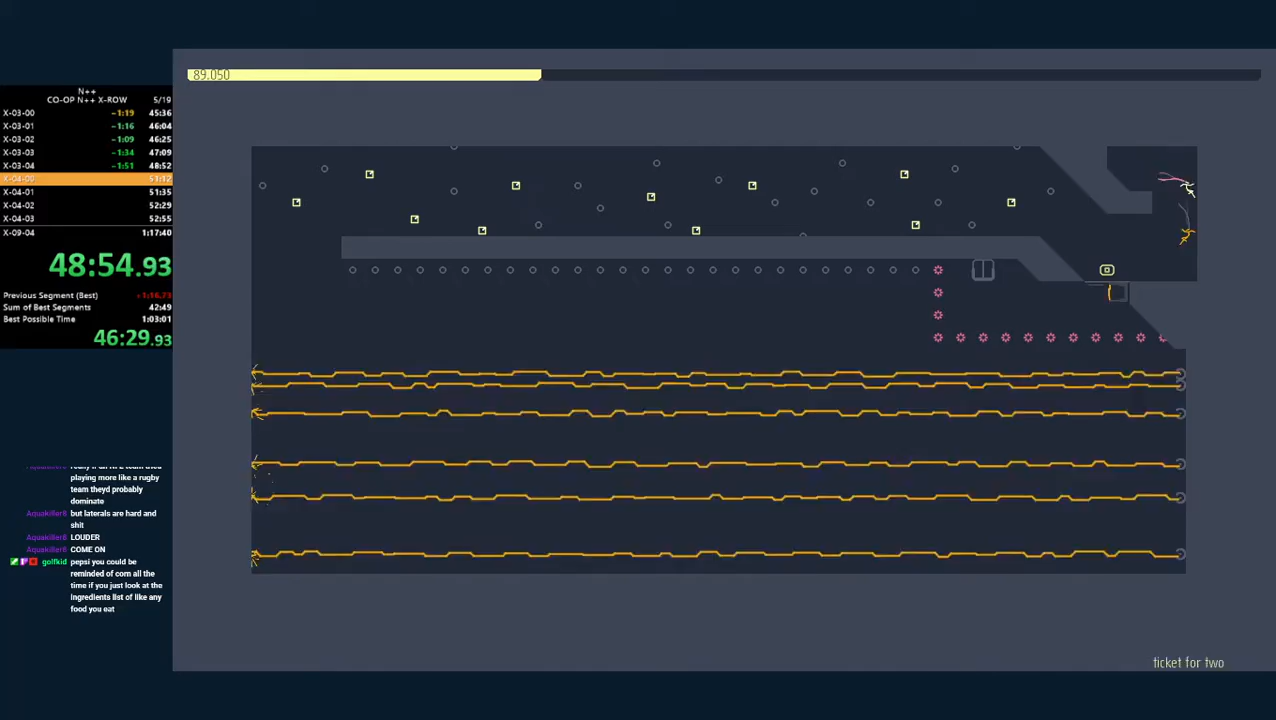 89.050
N++
CO-OP N++ X-ROW 5/19
X-03-00 -1:19 45:36
X-03-01 -1:16 46:04
X-03-02 -1:09 46:25
X-03-03 -1:34 47:09
X-03-04 -1:51 48:52
X-04-00 51:12
X-04-01 51:35
X-04-02 52:29
X-04-03 52:55
X-09-04 1:17:40
48:54.93
Previous Segment (Best) -1:16.73
Sum of Best Segments 42:49
Best Possible Time 1:03:01
46:29.93
playing more like a rugby
team theyd probably
dominate
Aquakiller8 but laterals are hard and
shit
Aquakiller8 LOUDER
Aquakiller8 COME ON
golfkid pepsi you could be
reminded of corn all the
time if you just look at the
ingredients list of like any
food you eat
ticket for two